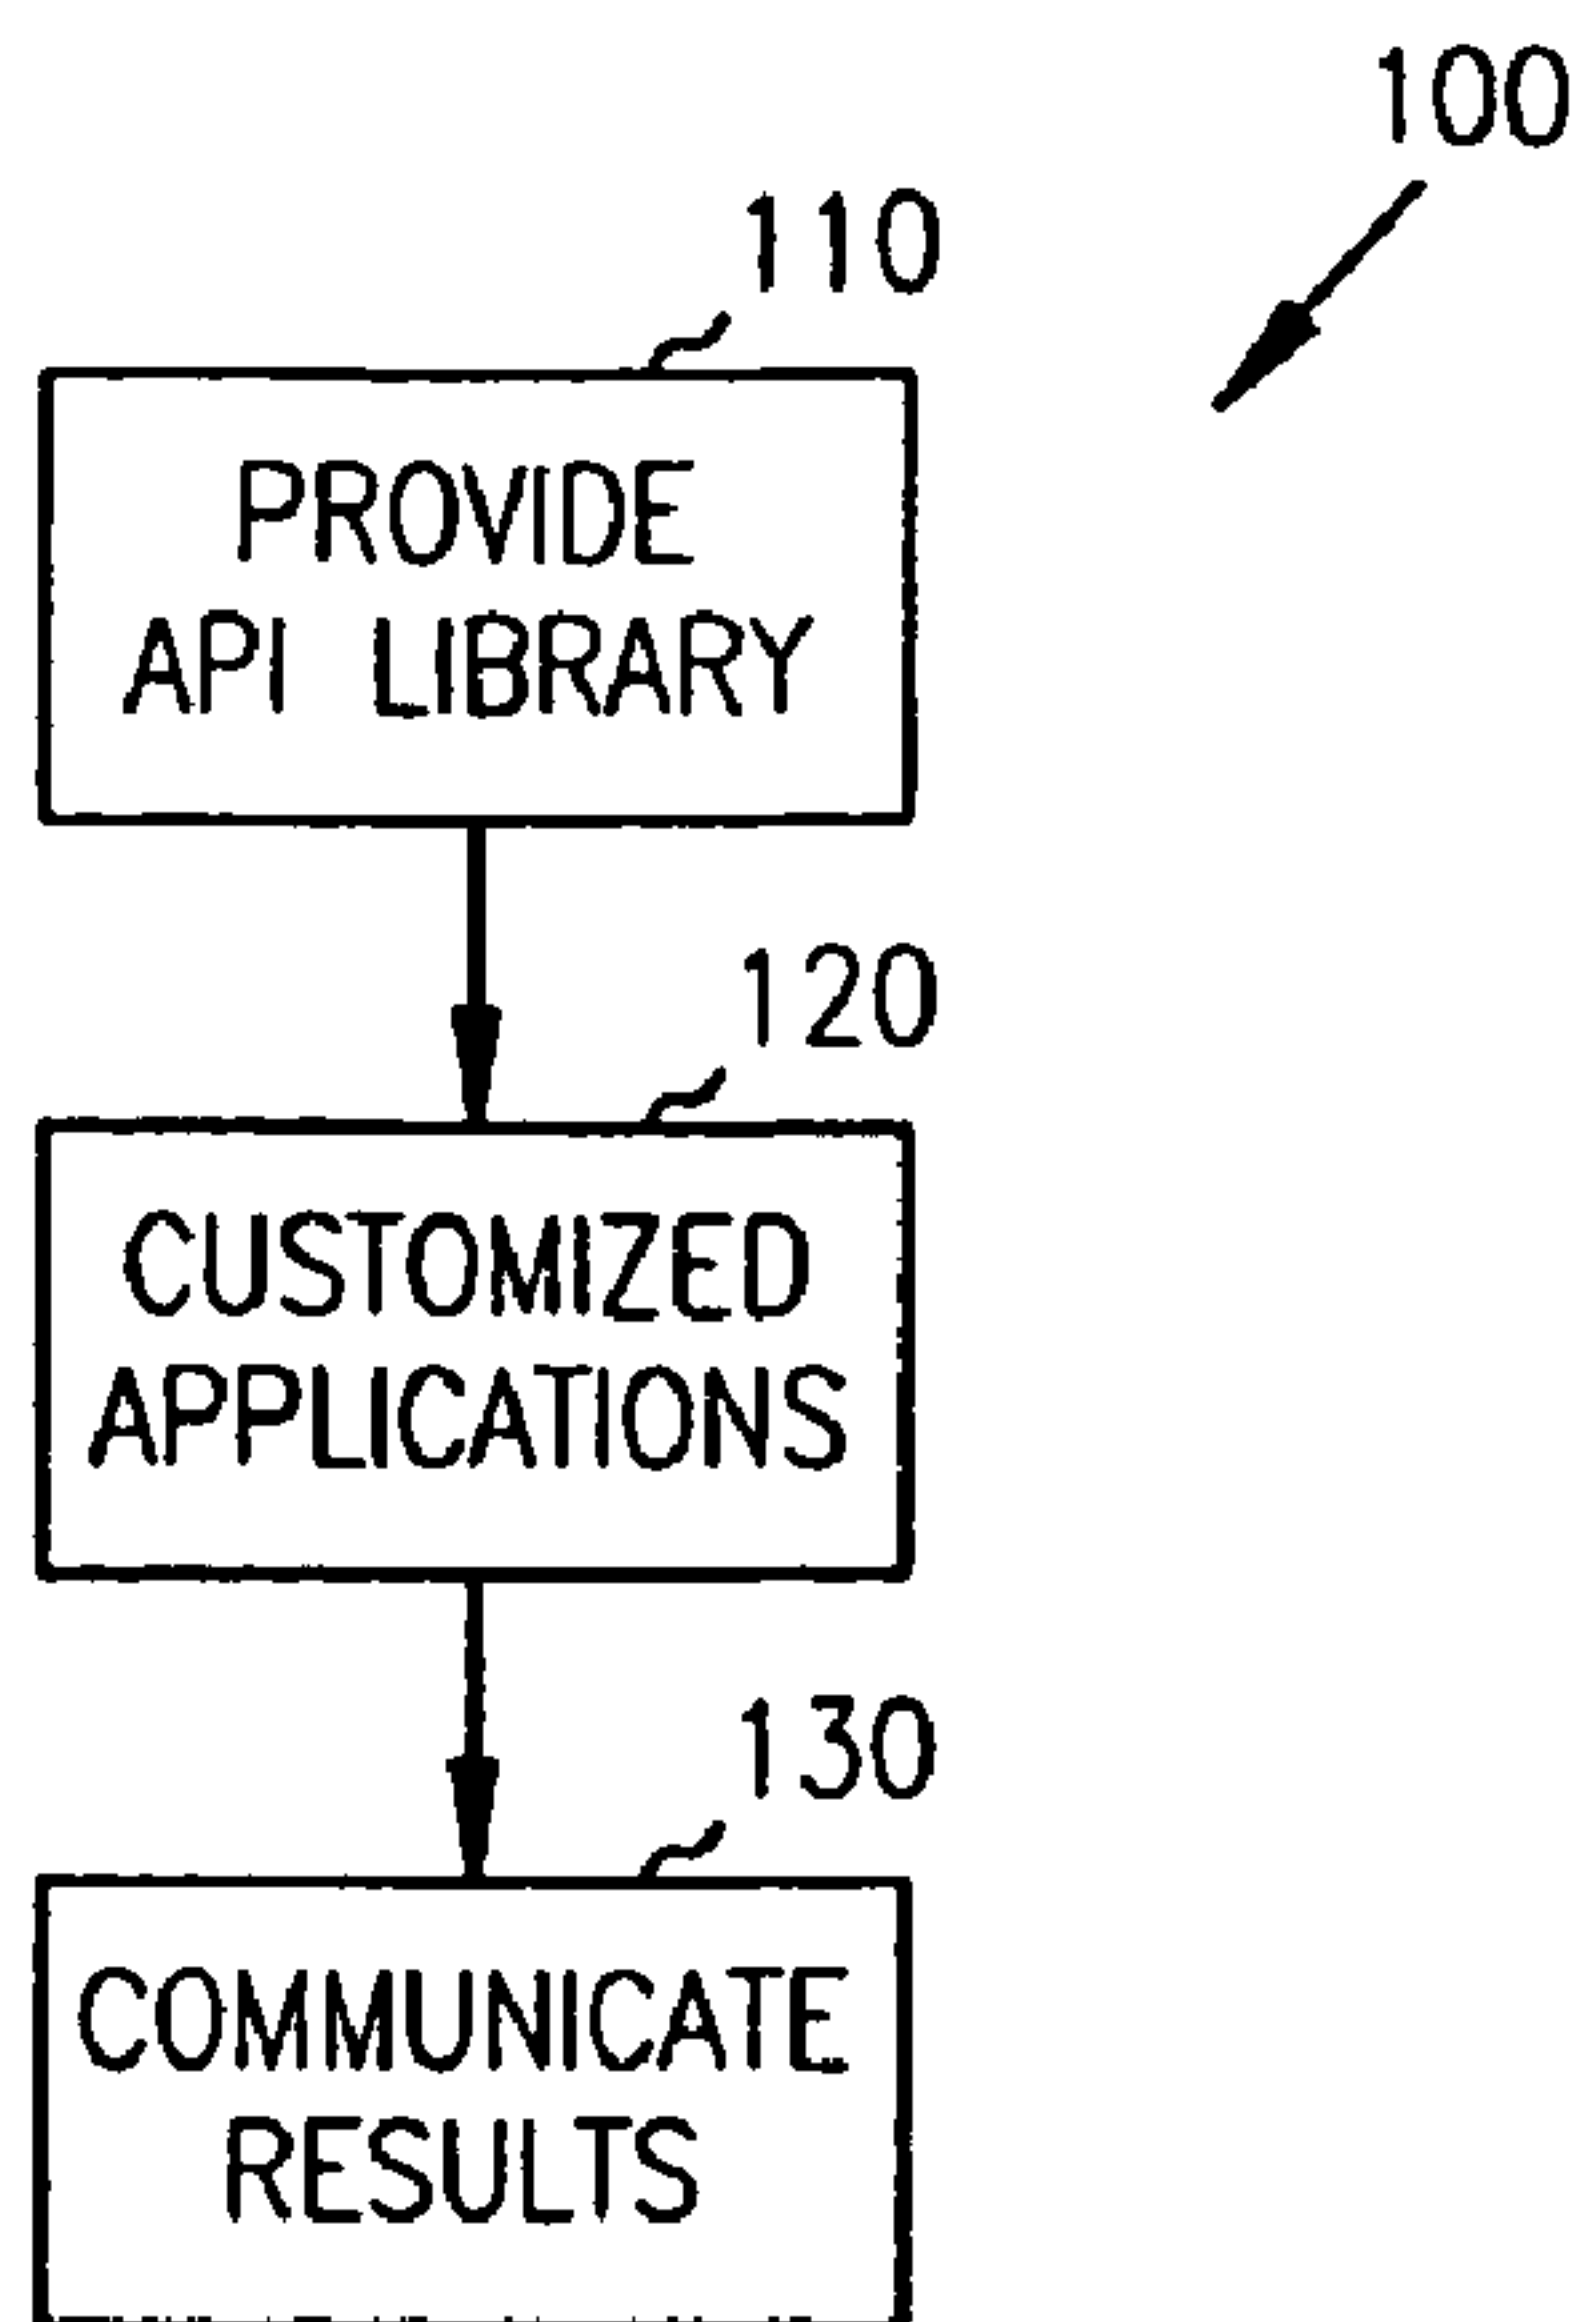 100
110
PROVIDE
API LIBRARY
120
CUSTOMIZED
APPLICATIONS
130
COMMUNICATE
RESULTS